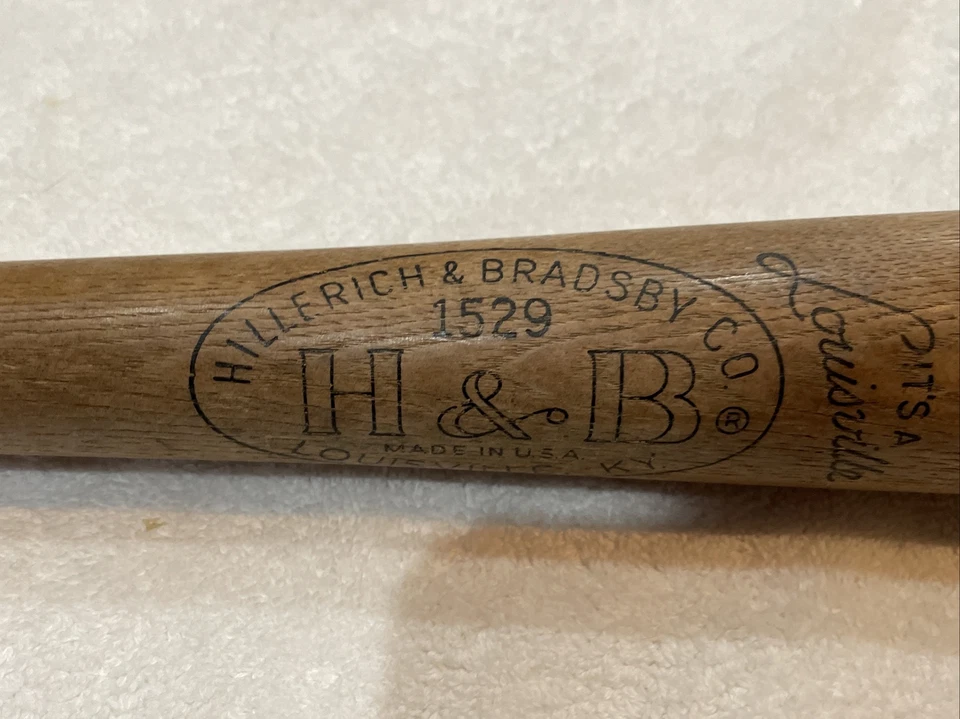 HILLERICH & BRADSBY CO.
1529
H & B ®
MADE IN U.S.A.
LOUISVILLE, KY.
IT'S A
Louisville